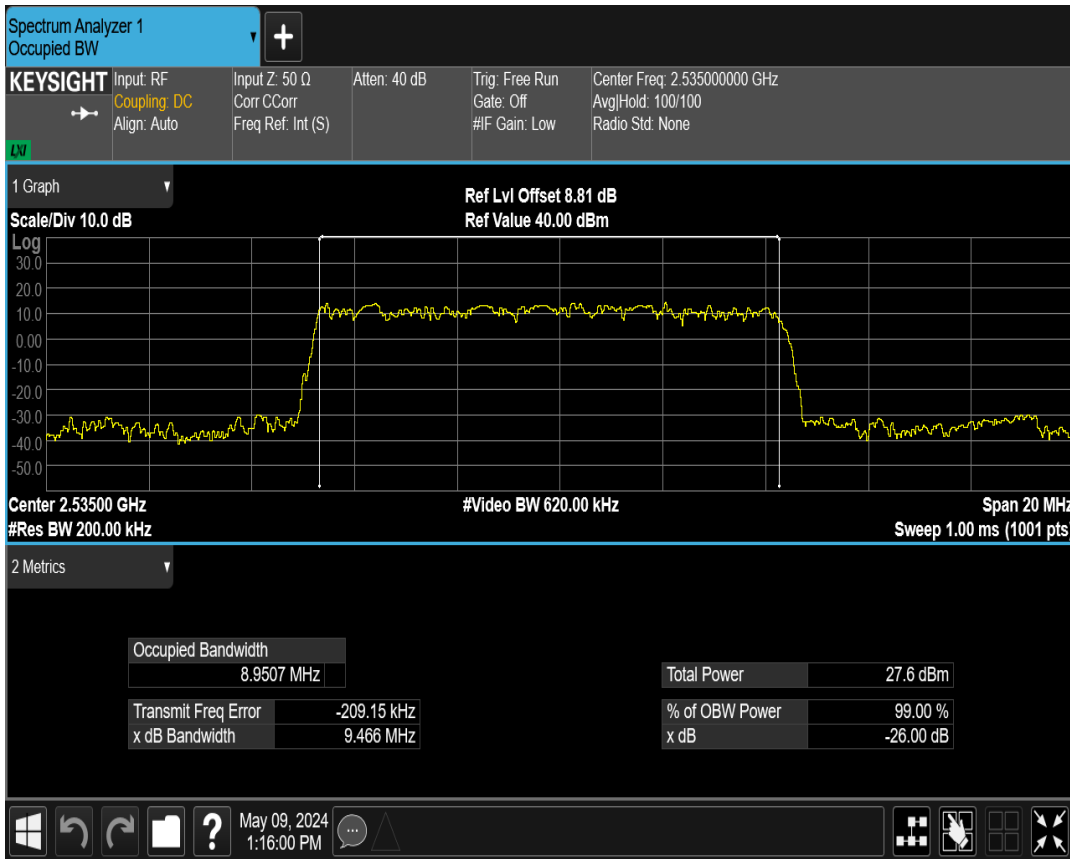 Spectrum Analyzer 1
Occupied BW
+
KEYSIGHT
LXI
Input: RF
Coupling: DC
Align: Auto
Input Z: 50 Ω
Corr CCorr
Freq Ref: Int (S)
Atten: 40 dB
Trig: Free Run
Gate: Off
#IF Gain: Low
Center Freq: 2.535000000 GHz
Avg|Hold: 100/100
Radio Std: None
1 Graph
Scale/Div 10.0 dB
Ref Lvl Offset 8.81 dB
Ref Value 40.00 dBm
Log
30.0
20.0
10.0
0.00
-10.0
-20.0
-30.0
-40.0
-50.0
Center 2.53500 GHz
#Video BW 620.00 kHz
Span 20 MHz
#Res BW 200.00 kHz
Sweep 1.00 ms (1001 pts)
2 Metrics
Occupied Bandwidth
8.9507 MHz
Total Power 27.6 dBm
Transmit Freq Error -209.15 kHz
% of OBW Power 99.00 %
x dB Bandwidth 9.466 MHz
x dB -26.00 dB
?
May 09, 2024
1:16:00 PM